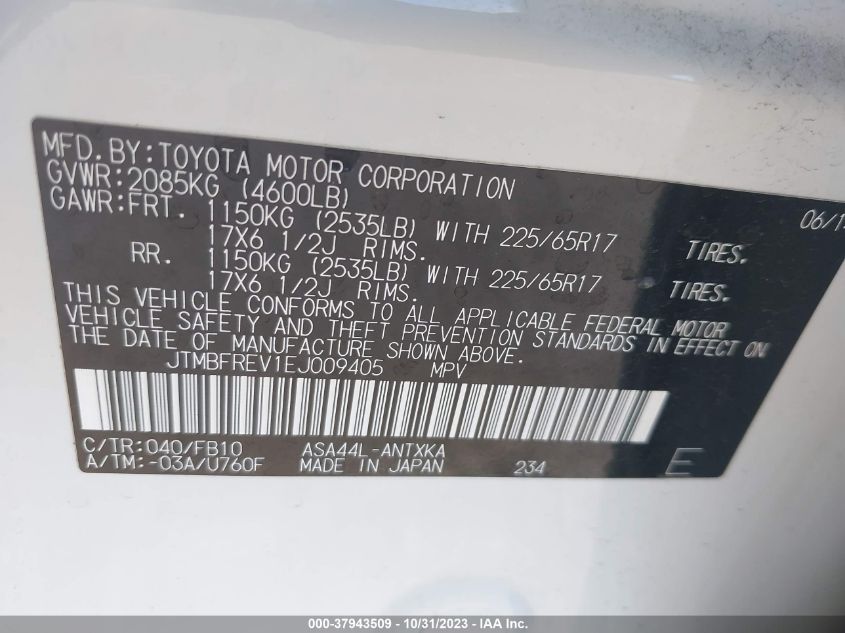 MFD. BY: TOYOTA MOTOR CORPORATION
GVWR: 2085KG (4600LB)
GAWR: FRT. 1150KG (2535LB) WITH 225/65R17 TIRES.
17X6 1/2J RIMS.
RR. 1150KG (2535LB) WITH 225/65R17 TIRES.
17X6 1/2J RIMS.
THIS VEHICLE CONFORMS TO ALL APPLICABLE FEDERAL MOTOR
VEHICLE SAFETY AND THEFT PREVENTION STANDARDS IN EFFECT ON
THE DATE OF MANUFACTURE SHOWN ABOVE.
JTMBFREV1EJ009405 MPV
C/TR: 040/FB10 ASA44L-ANTXKA
A/TM: -03A/U760F MADE IN JAPAN 234 E
000-37943509 - 10/31/2023 - IAA Inc.